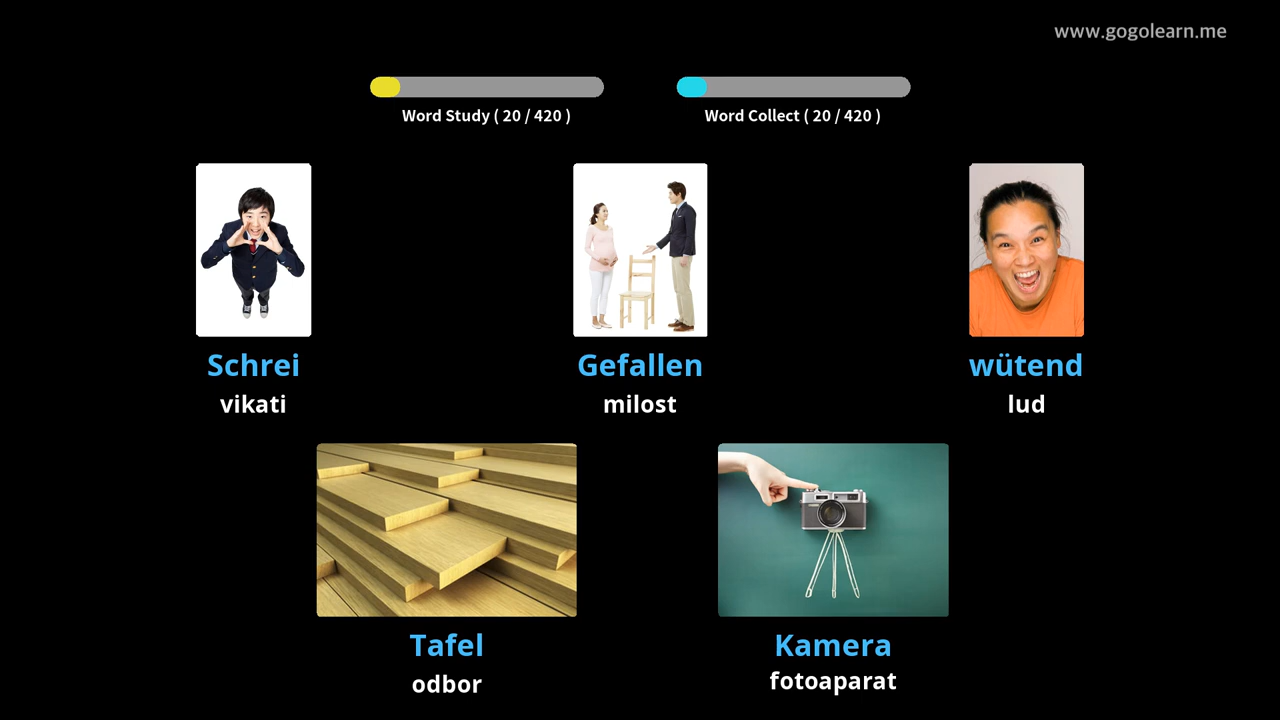 www.gogolearn.me
Word Study ( 20 / 420 )
Word Collect ( 20 / 420 )
Schrei
vikati
Gefallen
milost
wütend
lud
Tafel
odbor
Kamera
fotoaparat